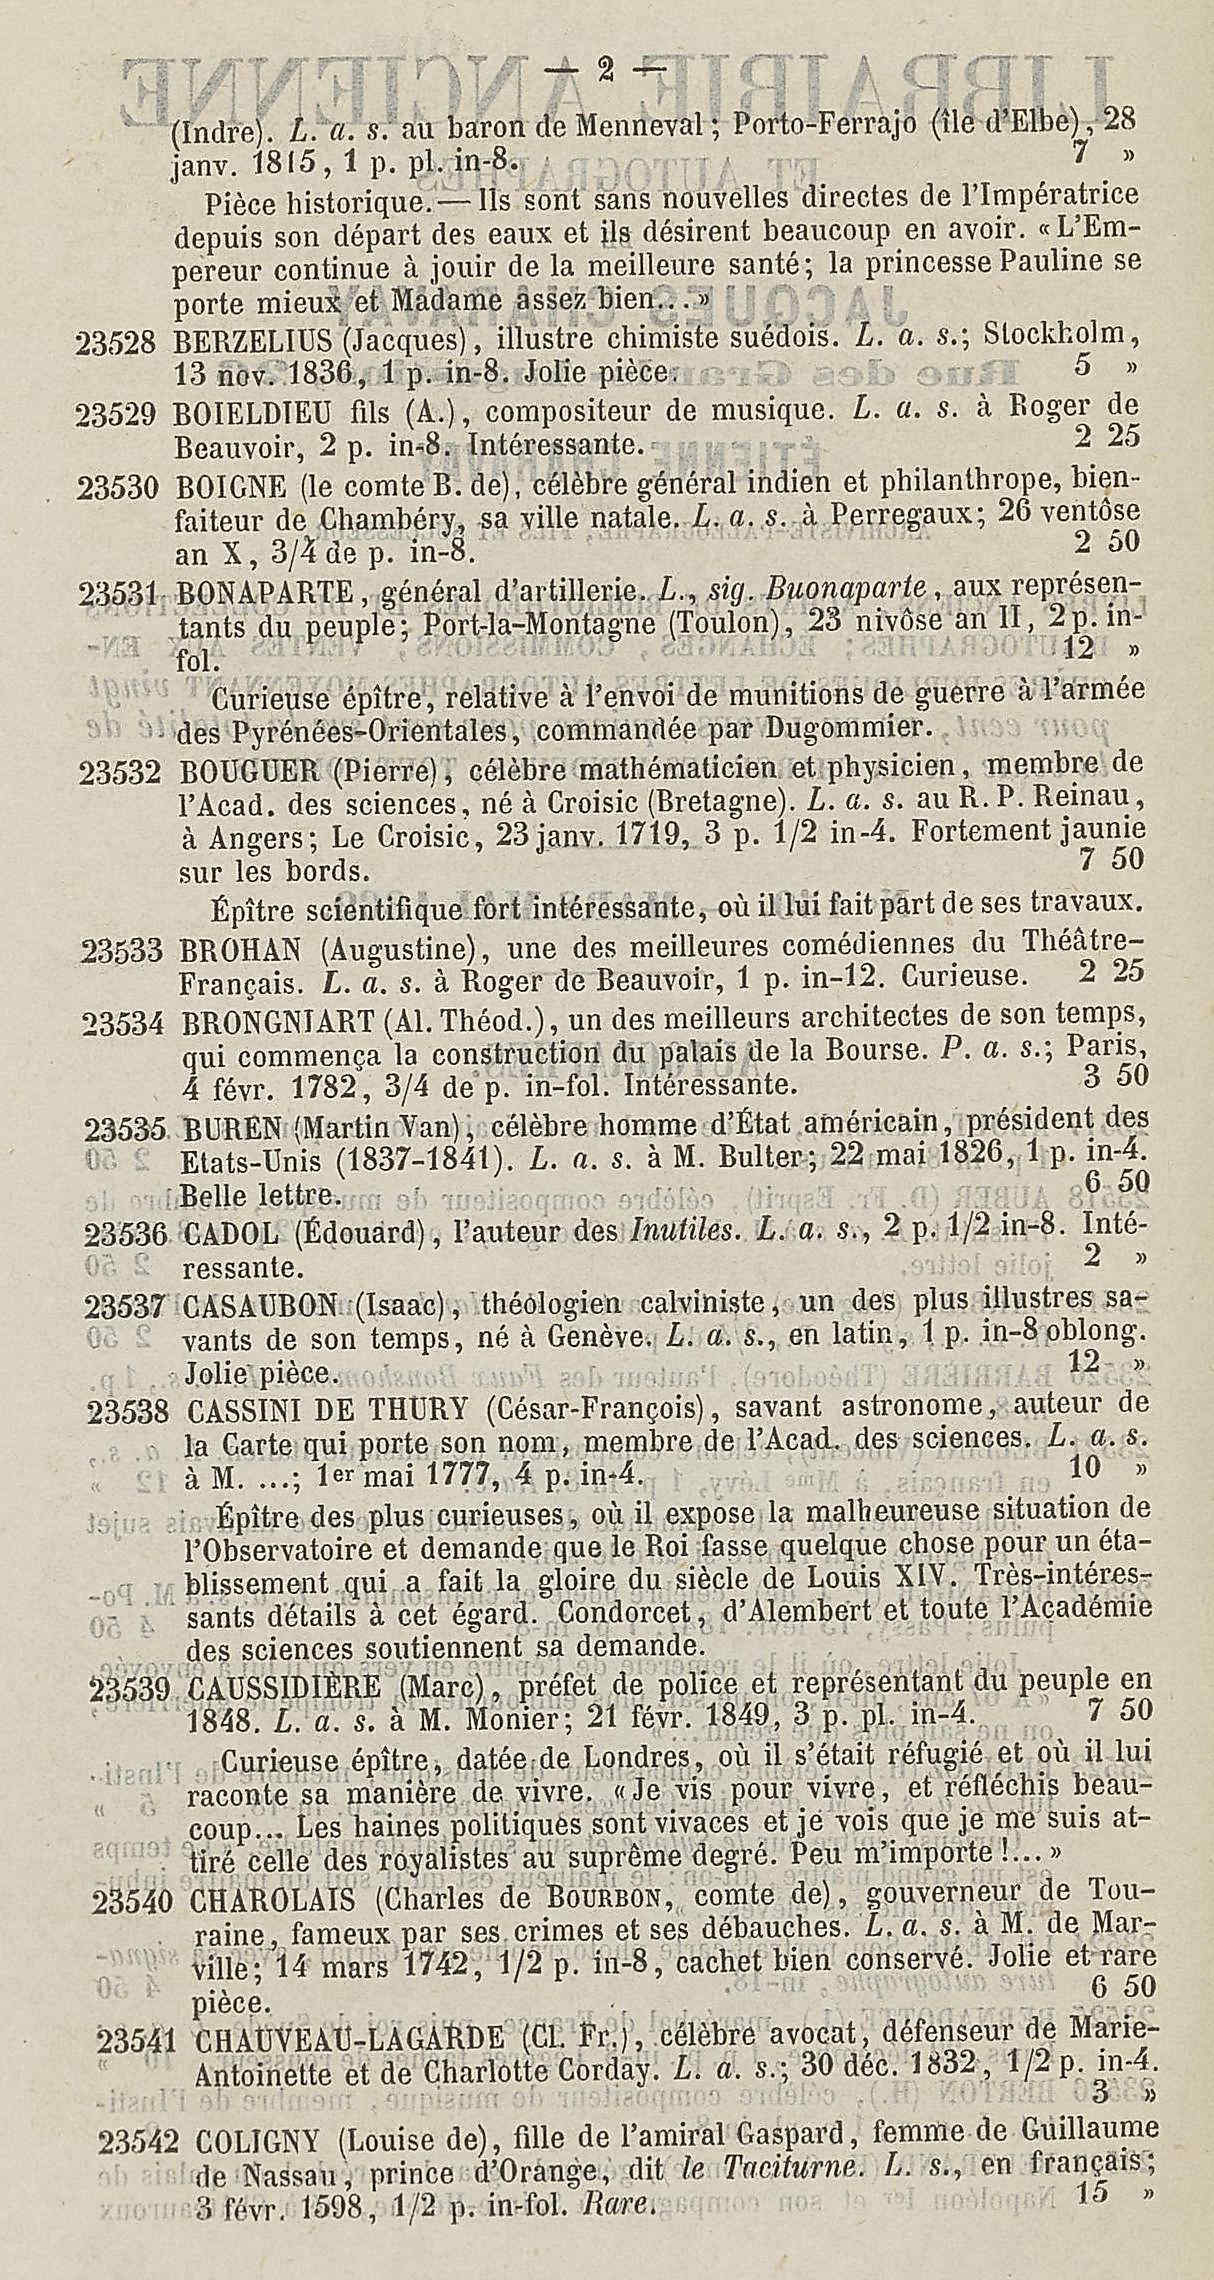 — 2 —
(Indre). L. a. s. au baron de Menneval; Porto-Ferrajo (île d'Elbe), 28
janv. 1815, 1 p. pl. in-8. 7 »
Pièce historique. — Ils sont sans nouvelles directes de l'Impératrice
depuis son départ des eaux et ils désirent beaucoup en avoir. «L'Em-
pereur continue à jouir de la meilleure santé; la princesse Pauline se
porte mieux et Madame assez bien...»
23528 BERZELIUS (Jacques), illustre chimiste suédois. L. a. s.; Stockholm,
13 nov. 1836, 1 p. in-8. Jolie pièce. 5 »
23529 BOIELDIEU fils (A.), compositeur de musique. L. a. s. à Roger de
Beauvoir, 2 p. in-8. Intéressante. 2 25
23530 BOIGNE (le comte B. de), célèbre général indien et philanthrope, bien-
faiteur de Chambéry, sa ville natale. L. a. s. à Perregaux; 26 ventôse
an X, 3/4 de p. in-8. 2 50
23531 BONAPARTE, général d'artillerie. L., sig. Buonaparte, aux représen-
tants du peuple; Port-la-Montagne (Toulon), 23 nivôse an II, 2 p. in-
fol. 12 »
Curieuse épître, relative à l'envoi de munitions de guerre à l'armée
des Pyrénées-Orientales, commandée par Dugommier.
23532 BOUGUER (Pierre), célèbre mathématicien et physicien, membre de
l'Acad. des sciences, né à Croisic (Bretagne). L. a. s. au R. P. Reinau,
à Angers; Le Croisic, 23 janv. 1719, 3 p. 1/2 in-4. Fortement jaunie
sur les bords. 7 50
Épître scientifique fort intéressante, où il lui fait part de ses travaux.
23533 BROHAN (Augustine), une des meilleures comédiennes du Théâtre-
Français. L. a. s. à Roger de Beauvoir, 1 p. in-12. Curieuse. 2 25
23534 BRONGNIART (Al. Théod.), un des meilleurs architectes de son temps,
qui commença la construction du palais de la Bourse. P. a. s.; Paris,
4 févr. 1782, 3/4 de p. in-fol. Intéressante. 3 50
23535 BUREN (Martin Van), célèbre homme d'État américain, président des
Etats-Unis (1837-1841). L. a. s. à M. Bulter; 22 mai 1826, 1 p. in-4.
Belle lettre. 6 50
23536 CADOL (Édouard), l'auteur des Inutiles. L. a. s., 2 p. 1/2 in-8. Inté-
ressante. 2 »
23537 CASAUBON (Isaac), théologien calviniste, un des plus illustres sa-
vants de son temps, né à Genève. L. a. s., en latin, 1 p. in-8 oblong.
Jolie pièce. 12 »
23538 CASSINI DE THURY (César-François), savant astronome, auteur de
la Carte qui porte son nom, membre de l'Acad. des sciences. L. a. s.
à M. ...; 1er mai 1777, 4 p. in-4. 10 »
Épître des plus curieuses, où il expose la malheureuse situation de
l'Observatoire et demande que le Roi fasse quelque chose pour un éta-
blissement qui a fait la gloire du siècle de Louis XIV. Très-intéres-
sants détails à cet égard. Condorcet, d'Alembert et toute l'Académie
des sciences soutiennent sa demande.
23539 CAUSSIDIÈRE (Marc), préfet de police et représentant du peuple en
1848. L. a. s. à M. Monier; 21 févr. 1849, 3 p. pl. in-4. 7 50
Curieuse épître, datée de Londres, où il s'était réfugié et où il lui
raconte sa manière de vivre. «Je vis pour vivre, et réfléchis beau-
coup... Les haines politiques sont vivaces et je vois que je me suis at-
tiré celle des royalistes au suprême degré. Peu m'importe!...»
23540 CHAROLAIS (Charles de BOURBON, comte de), gouverneur de Tou-
raine, fameux par ses crimes et ses débauches. L. a. s. à M. de Mar-
ville; 14 mars 1742, 1/2 p. in-8, cachet bien conservé. Jolie et rare
pièce. 6 50
23541 CHAUVEAU-LAGARDE (Cl. Fr.), célèbre avocat, défenseur de Marie-
Antoinette et de Charlotte Corday. L. a. s.; 30 déc. 1832, 1/2 p. in-4.
3 »
23542 COLIGNY (Louise de), fille de l'amiral Gaspard, femme de Guillaume
de Nassau, prince d'Orange, dit le Taciturne. L. s., en français;
3 févr. 1598, 1/2 p. in-fol. Rare. 15 »